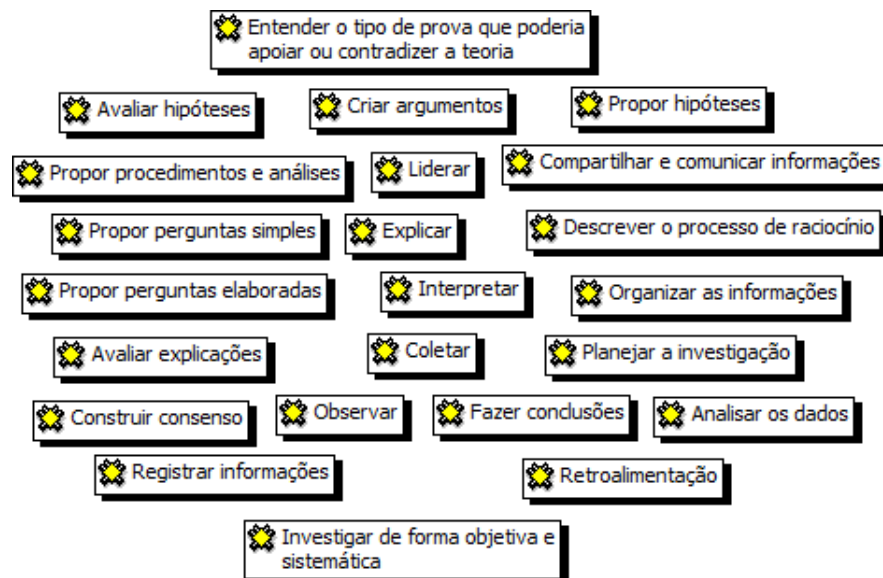 Entender o tipo de prova que poderia
apoiar ou contradizer a teoria
Avaliar hipóteses
Criar argumentos
Propor hipóteses
Propor procedimentos e análises
Liderar
Compartilhar e comunicar informações
Propor perguntas simples
Explicar
Descrever o processo de raciocínio
Propor perguntas elaboradas
Interpretar
Organizar as informações
Avaliar explicações
Coletar
Planejar a investigação
Construir consenso
Observar
Fazer conclusões
Analisar os dados
Registrar informações
Retroalimentação
Investigar de forma objetiva e
sistemática